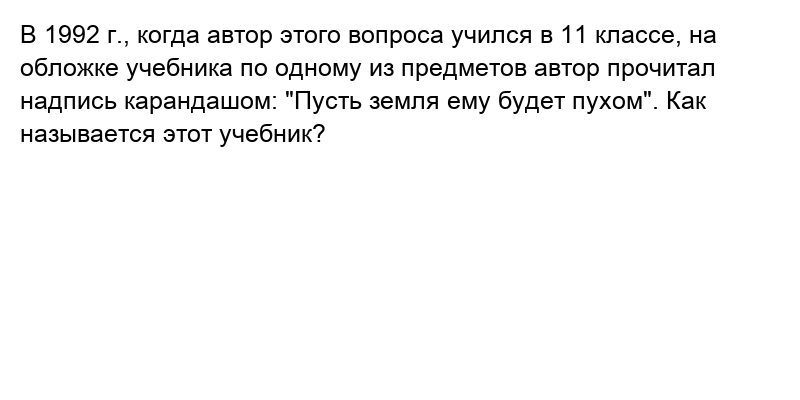 В 1992 г., когда автор этого вопроса учился в 11 классе, на
обложке учебника по одному из предметов автор прочитал
надпись карандашом: "Пусть земля ему будет пухом". Как
называется этот учебник?